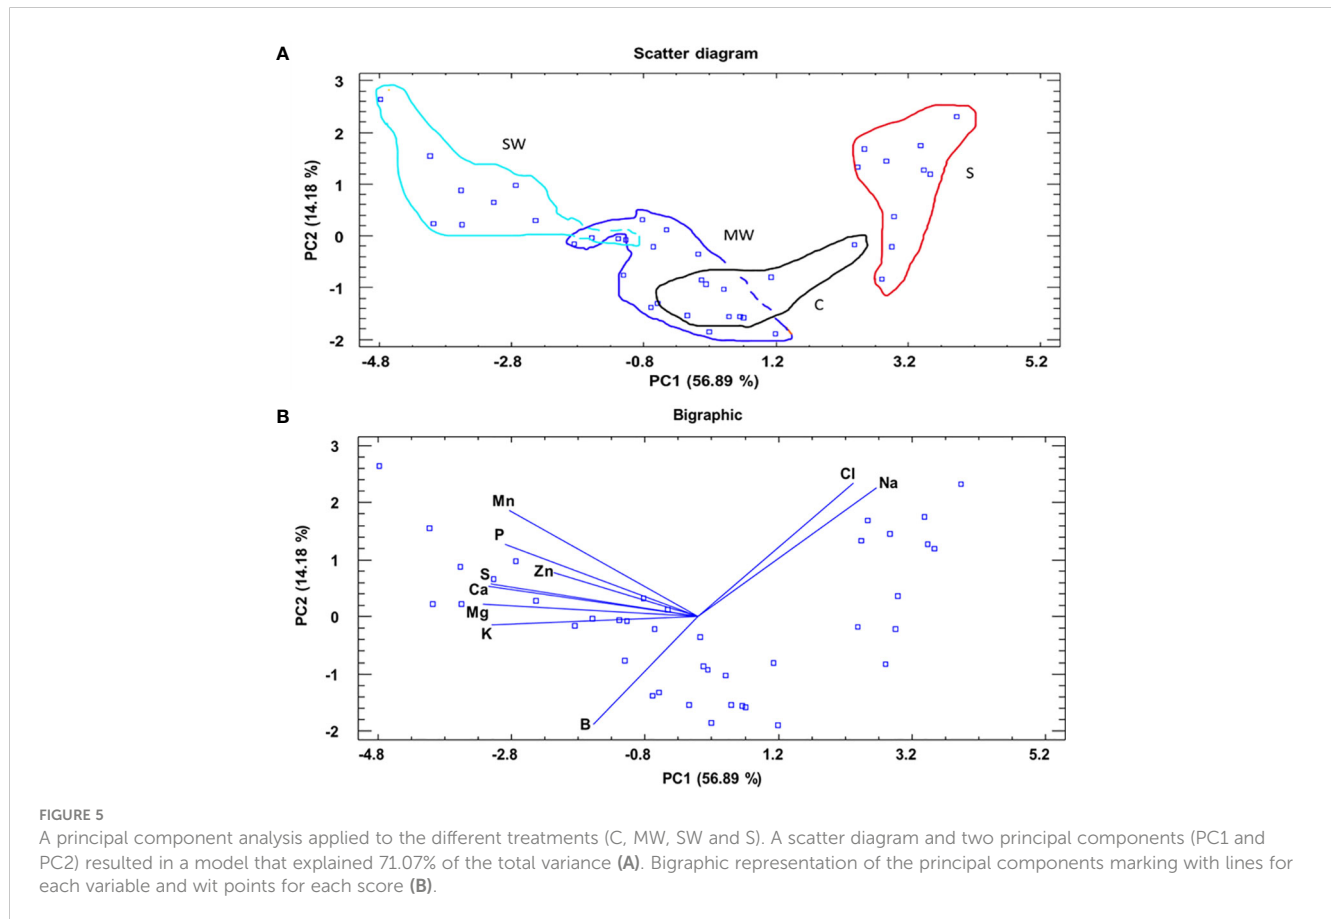 A
Scatter diagram
3
2
1
0
-1
-2
PC2 (14.18 %)
SW
MW
C
S
-4.8 -2.8 -0.8 1.2 3.2 5.2
PC1 (56.89 %)
B
Bigraphic
3
2
1
0
-1
-2
PC2 (14.18 %)
Cl
Na
Mn
P
Zn
S
Ca
Mg
K
B
-4.8 -2.8 -0.8 1.2 3.2 5.2
PC1 (56.89 %)
FIGURE 5
A principal component analysis applied to the different treatments (C, MW, SW and S). A scatter diagram and two principal components (PC1 and
PC2) resulted in a model that explained 71.07% of the total variance (A). Bigraphic representation of the principal components marking with lines for
each variable and wit points for each score (B).